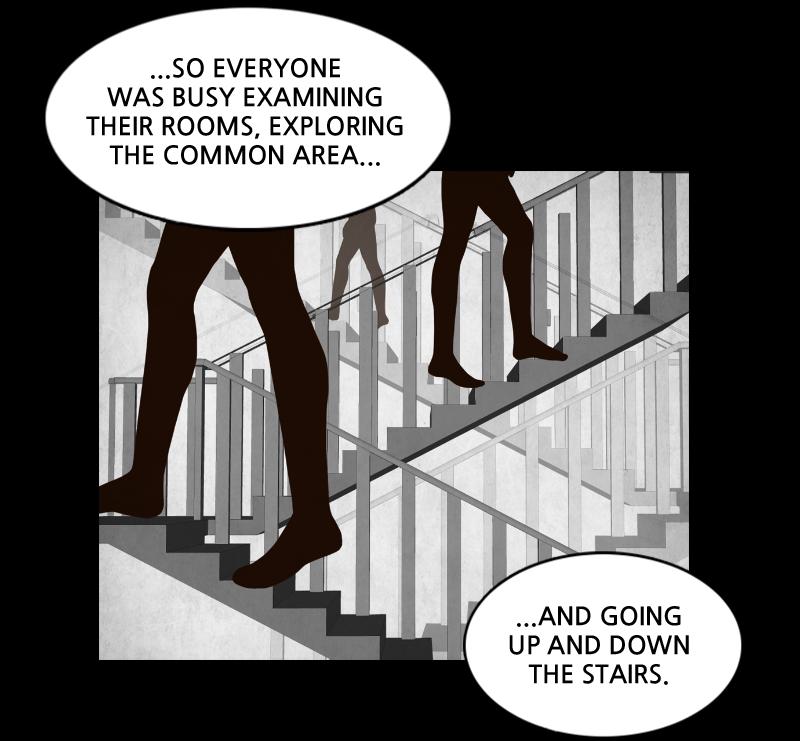 ...SO EVERYONE
WAS BUSY EXAMINING
THEIR ROOMS, EXPLORING
THE COMMON AREA...
...AND GOING
UP AND DOWN
THE STAIRS.